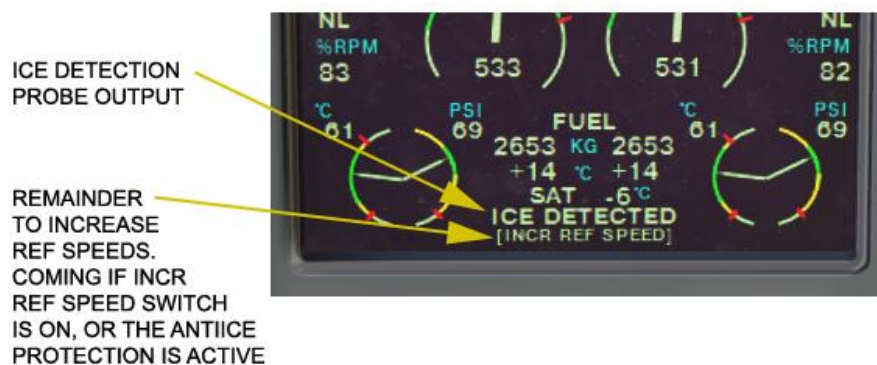 ICE DETECTION
PROBE OUTPUT
REMAINDER
TO INCREASE
REF SPEEDS.
COMING IF INCR
REF SPEED SWITCH
IS ON, OR THE ANTIICE
PROTECTION IS ACTIVE
NL NL
%RPM %RPM
83 533 531 82
°C PSI °C PSI
61 69 FUEL 61 69
2653 KG 2653
+14 °C +14
SAT -6°C
ICE DETECTED
[INCR REF SPEED]